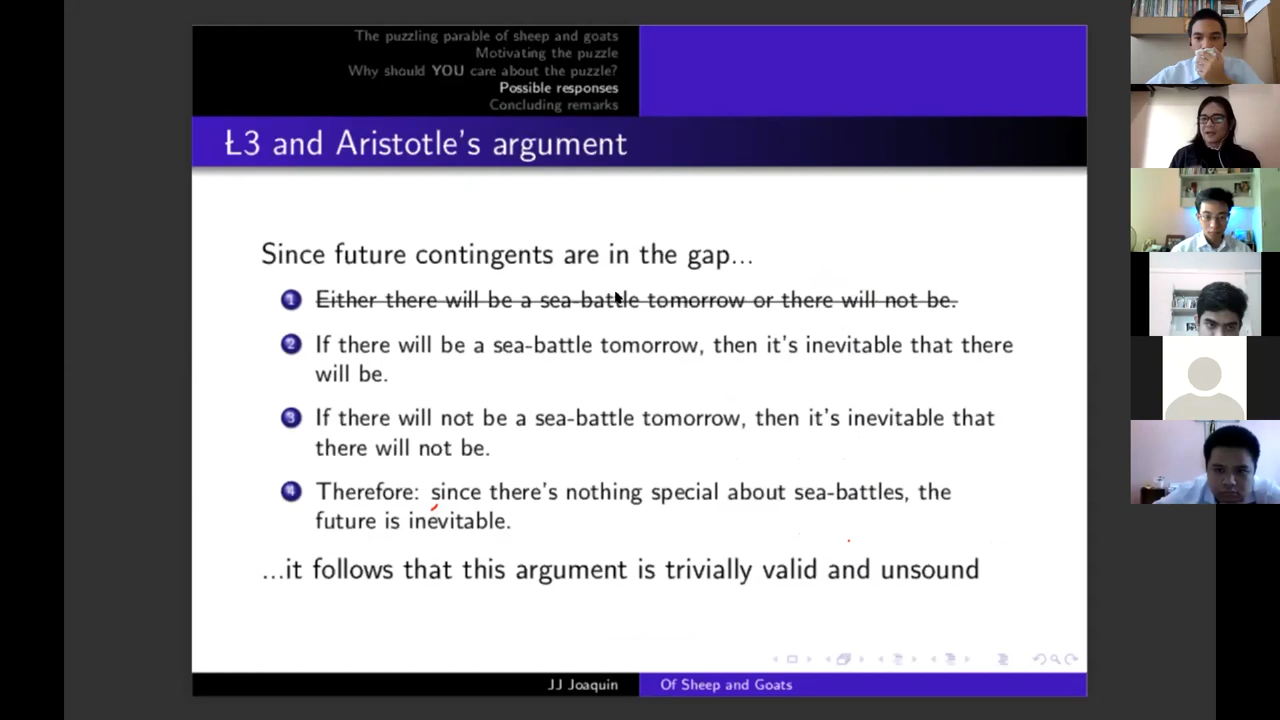 The puzzling parable of sheep and goats
Motivating the puzzle
Why should YOU care about the puzzle?
Possible responses
Concluding remarks
Ł3 and Aristotle's argument
Since future contingents are in the gap...
1 Either there will be a sea-battle tomorrow or there will not be.
2 If there will be a sea-battle tomorrow, then it's inevitable that there
will be.
3 If there will not be a sea-battle tomorrow, then it's inevitable that
there will not be.
4 Therefore: since there's nothing special about sea-battles, the
future is inevitable.
...it follows that this argument is trivially valid and unsound
JJ Joaquin
Of Sheep and Goats